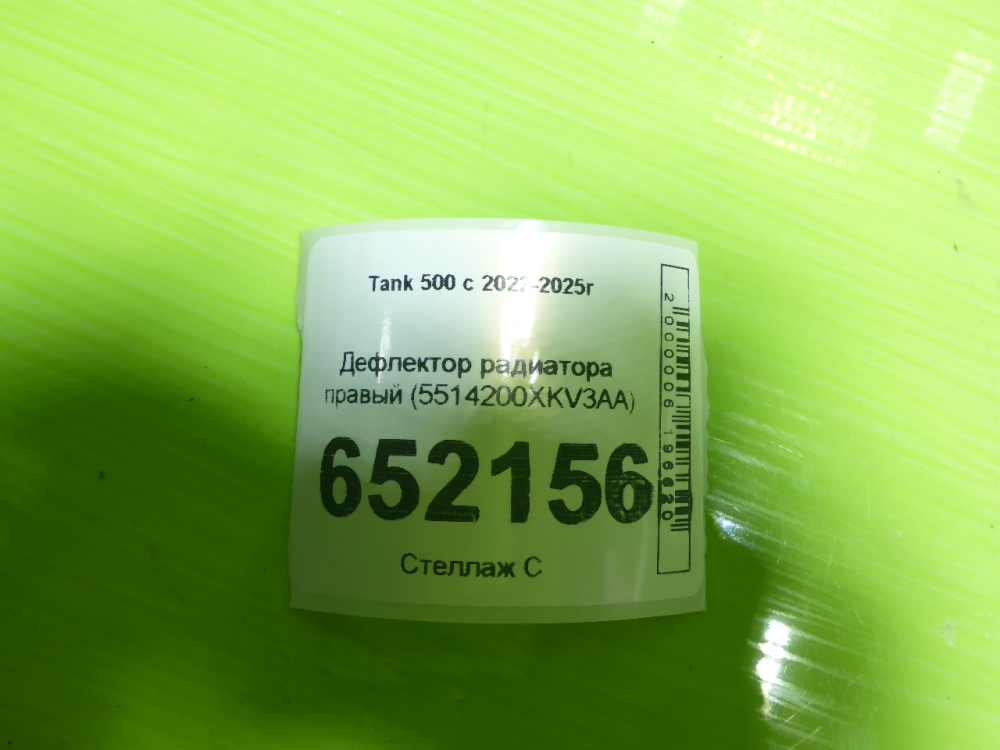 Tank 500 с 2022-2025г
Дефлектор радиатора
правый (5514200XKV3AA)
652156
Стеллаж С
2000006196620